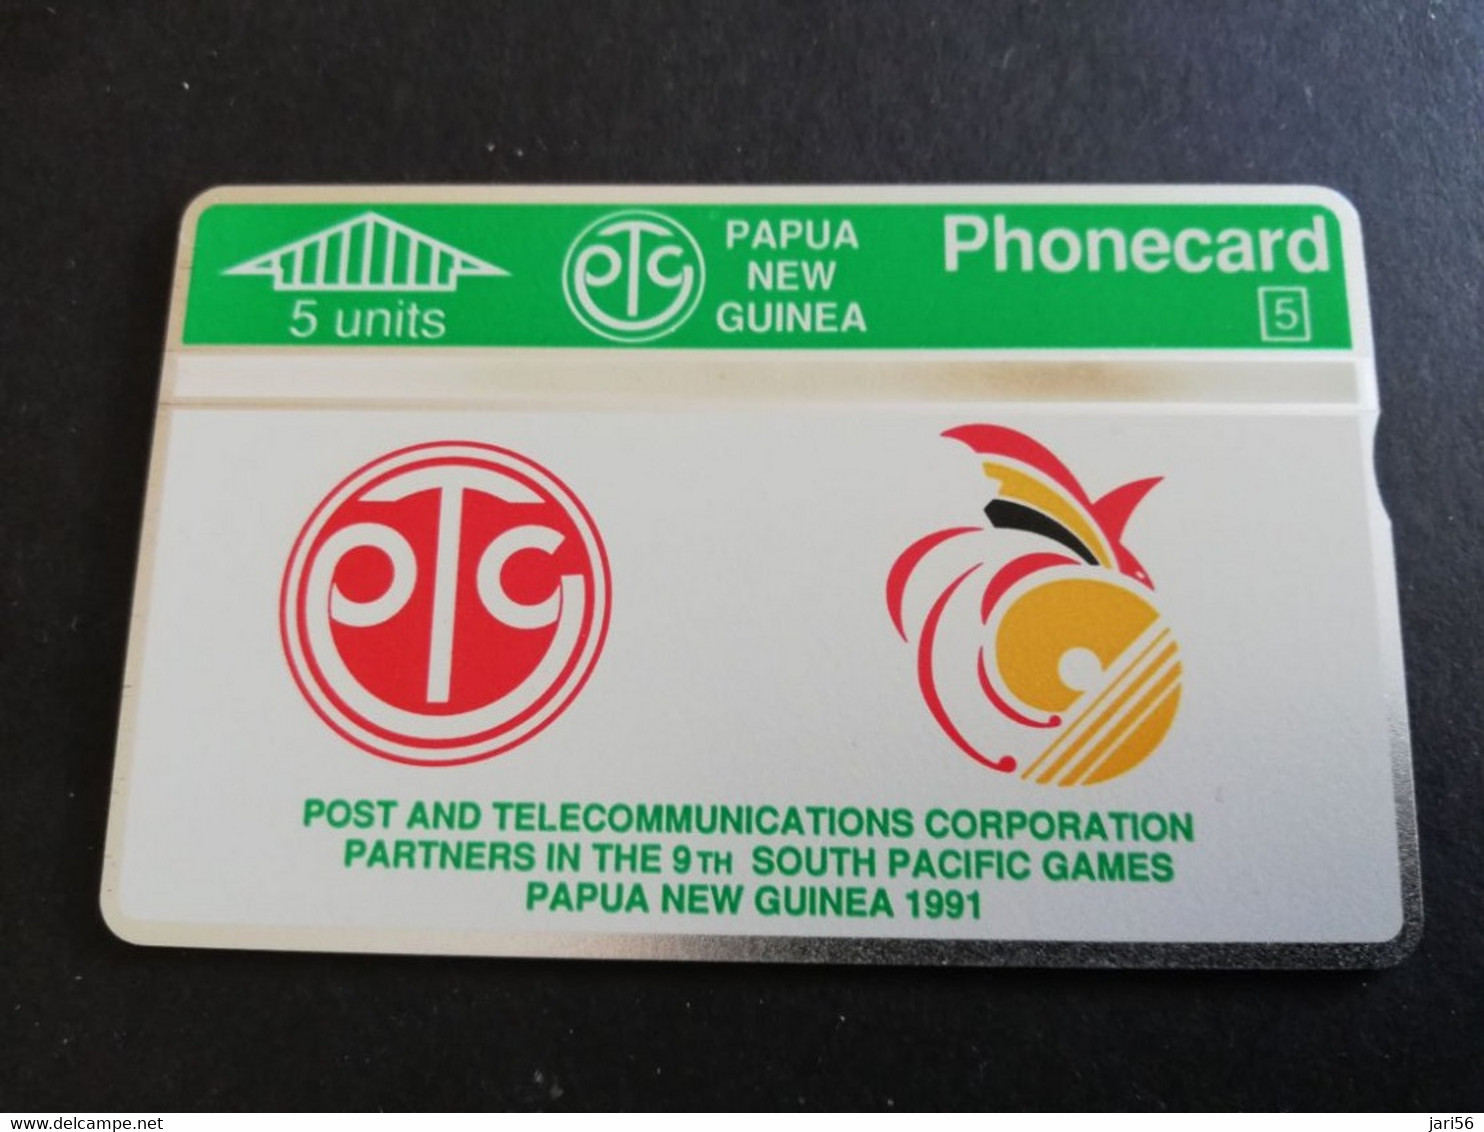 5 units
PTC
PAPUA
NEW
GUINEA
Phonecard
5
PTC
POST AND TELECOMMUNICATIONS CORPORATION
PARTNERS IN THE 9TH SOUTH PACIFIC GAMES
PAPUA NEW GUINEA 1991
www.delcampe.net
jari56